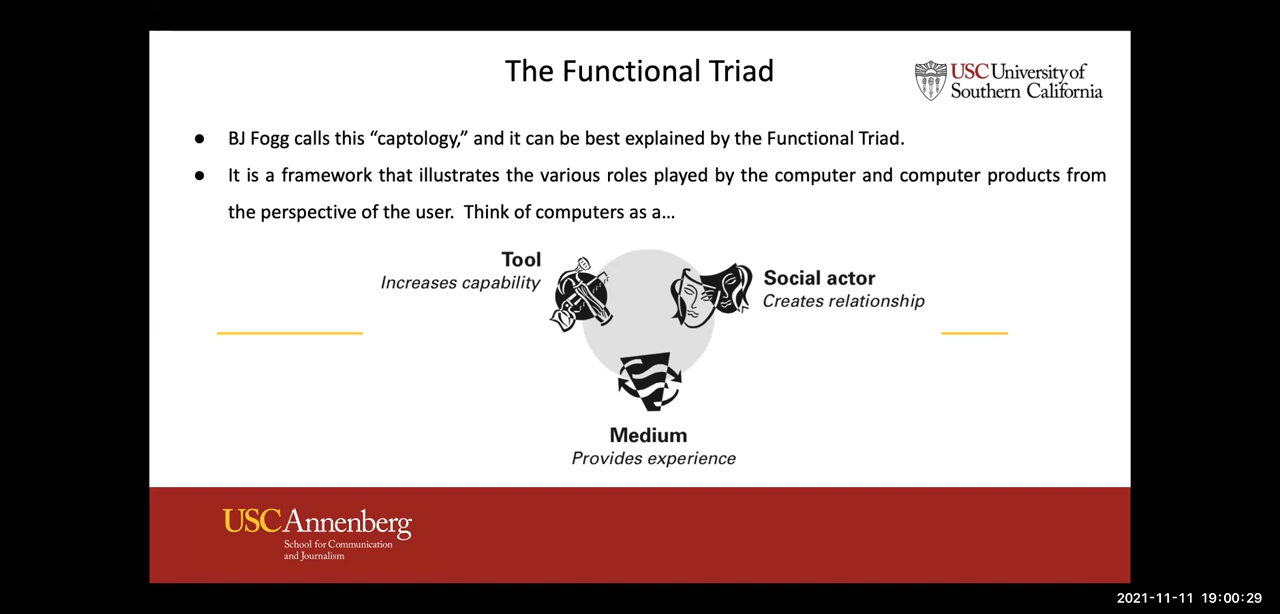 The Functional Triad
USC University of
Southern California
● BJ Fogg calls this “captology,” and it can be best explained by the Functional Triad.
● It is a framework that illustrates the various roles played by the computer and computer products from
the perspective of the user.  Think of computers as a…
Tool
Increases capability
Social actor
Creates relationship
Medium
Provides experience
USC Annenberg
School for Communication
and Journalism
2021-11-11 19:00:29